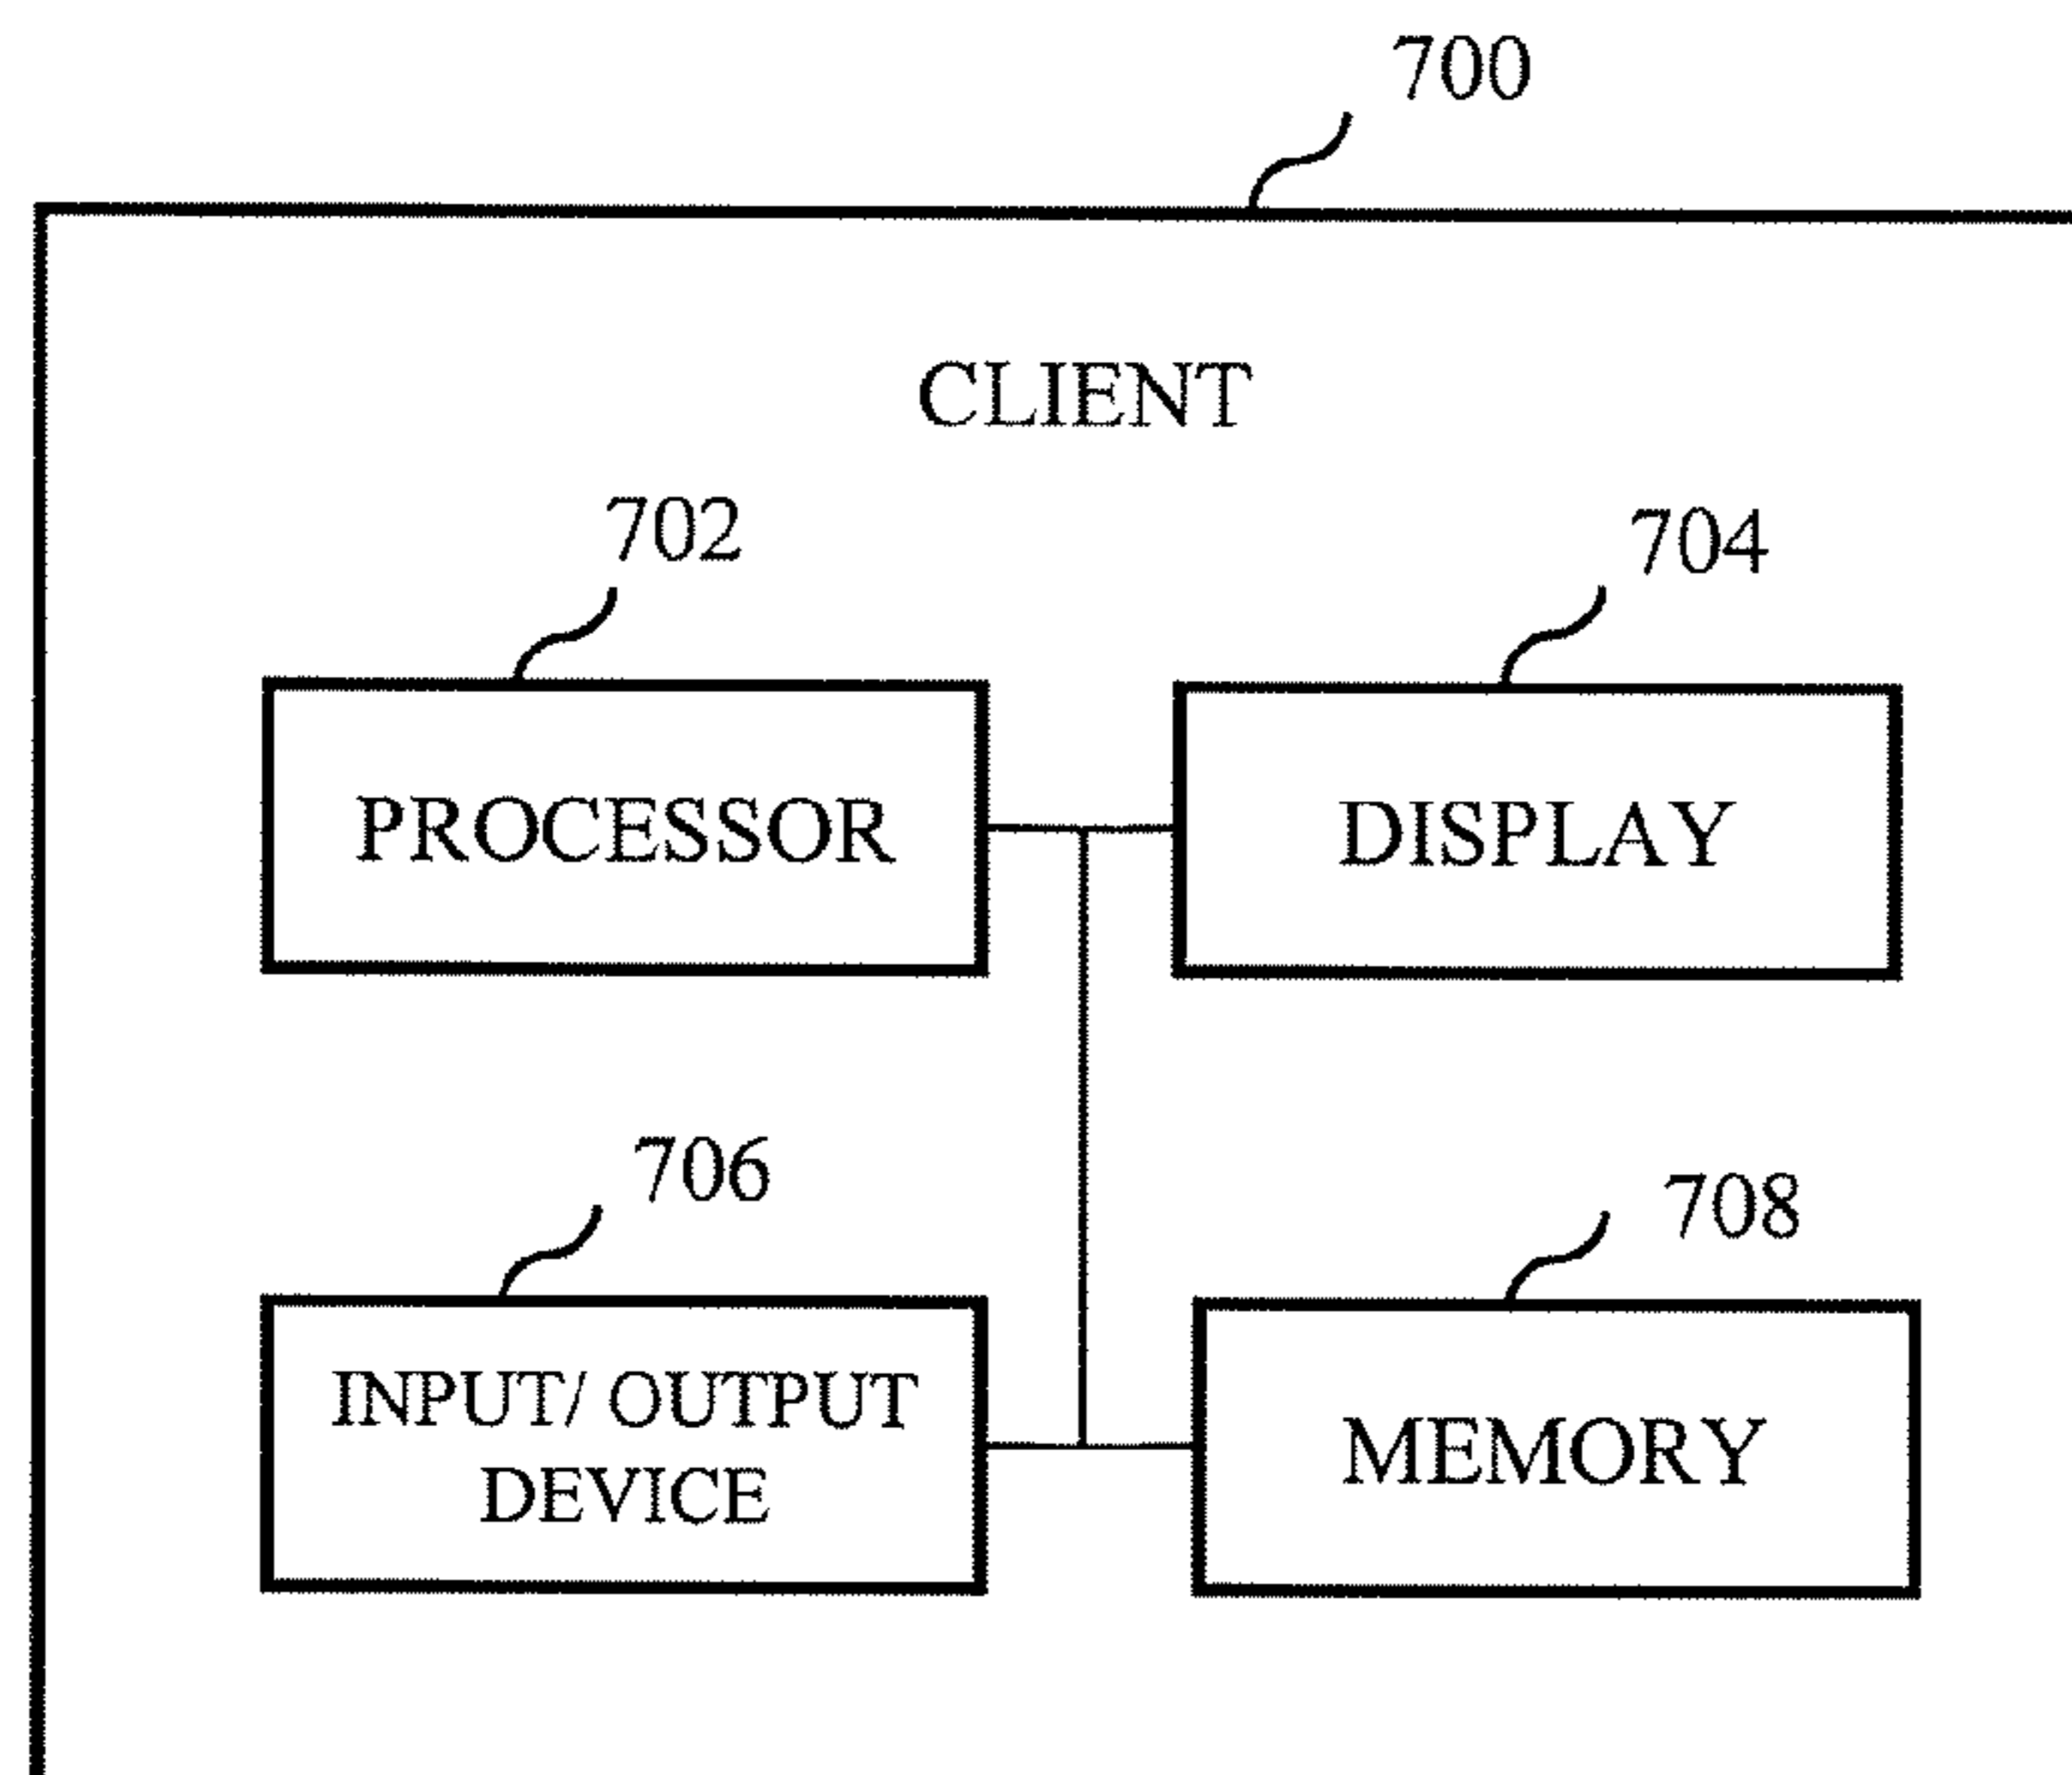 700
CLIENT
702
704
PROCESSOR
DISPLAY
706
708
INPUT/ OUTPUT
DEVICE
MEMORY